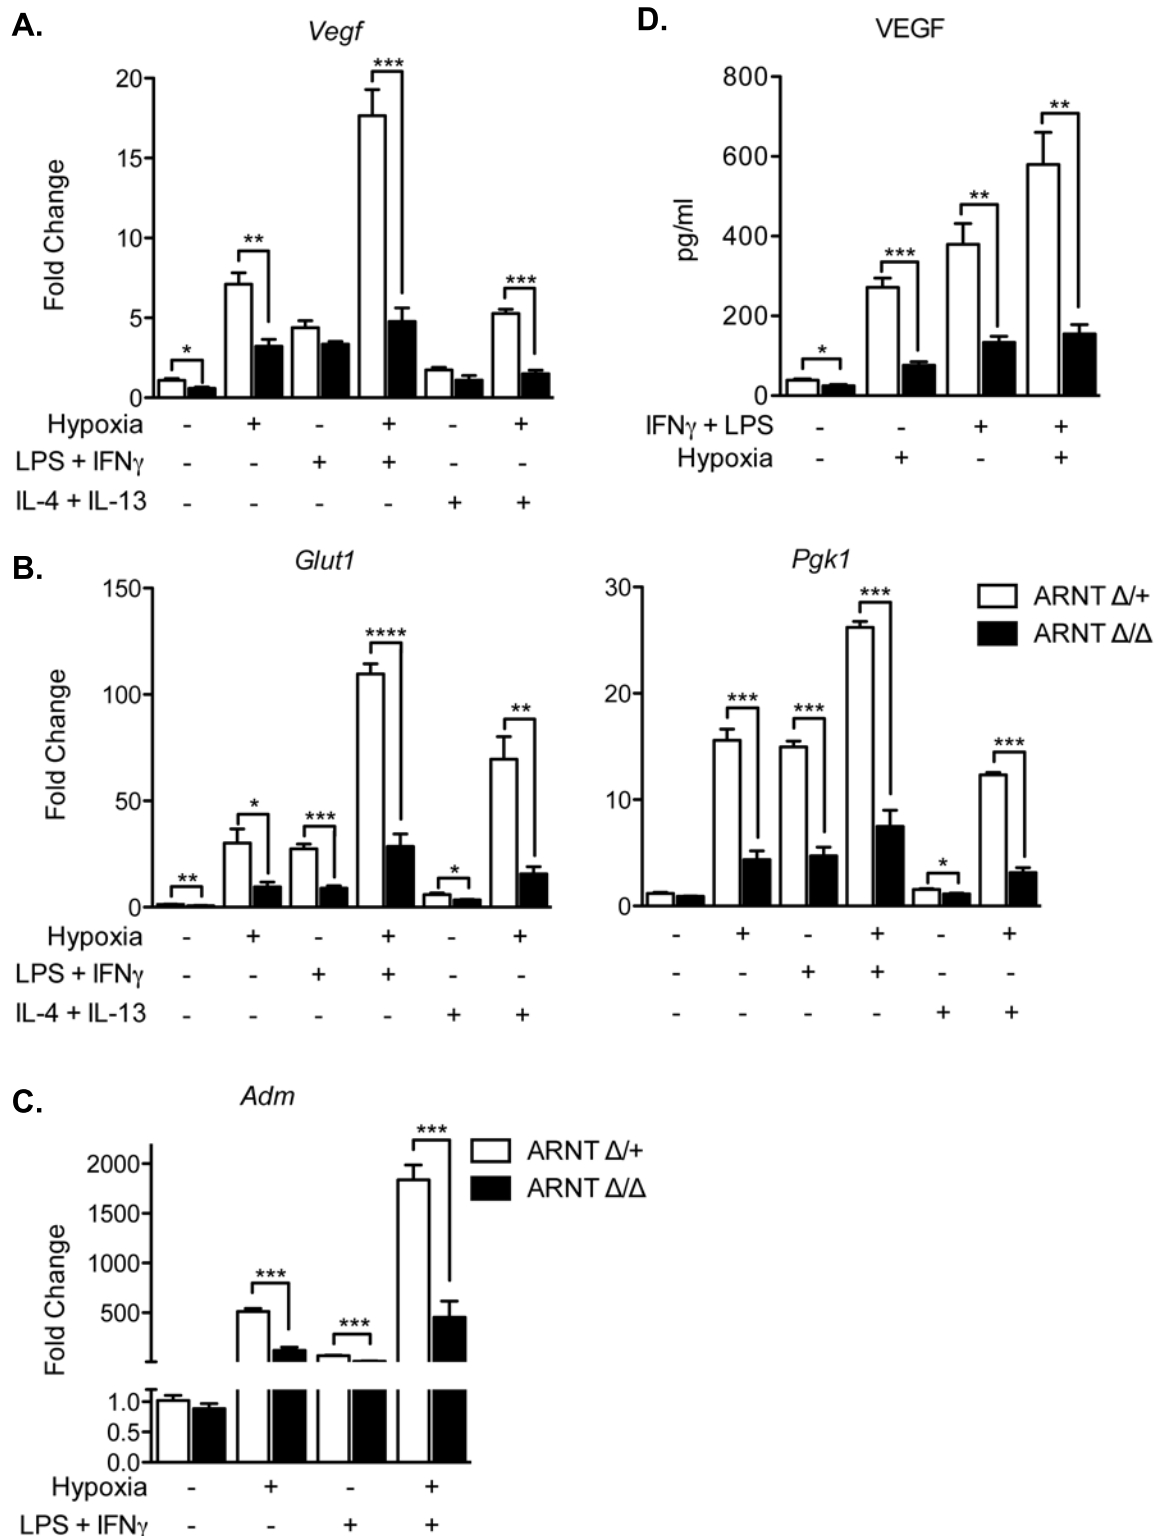 A.
Vegf
***
20
15
10
5
0
Fold Change
**
*
***
Hypoxia - + - + - +
LPS + IFNγ - - + + - -
IL-4 + IL-13 - - - - + +
D.
VEGF
800
600
400
200
0
pg/ml
**
**
***
*
IFNγ + LPS - - + +
Hypoxia - + - +
B.
Glut1
150
100
50
0
Fold Change
****
**
*
***
**
*
Hypoxia - + - + - +
LPS + IFNγ - - + + - -
IL-4 + IL-13 - - - - + +
Pgk1
30
20
10
0
***
***
***
***
*
- + - + - +
- - + + - -
- - - - + +
ARNT Δ/+
ARNT Δ/Δ
C.
Adm
2000
1500
1000
500
1.0
0.5
0.0
Fold Change
***
***
***
Hypoxia - + - +
LPS + IFNγ - - + +
ARNT Δ/+
ARNT Δ/Δ